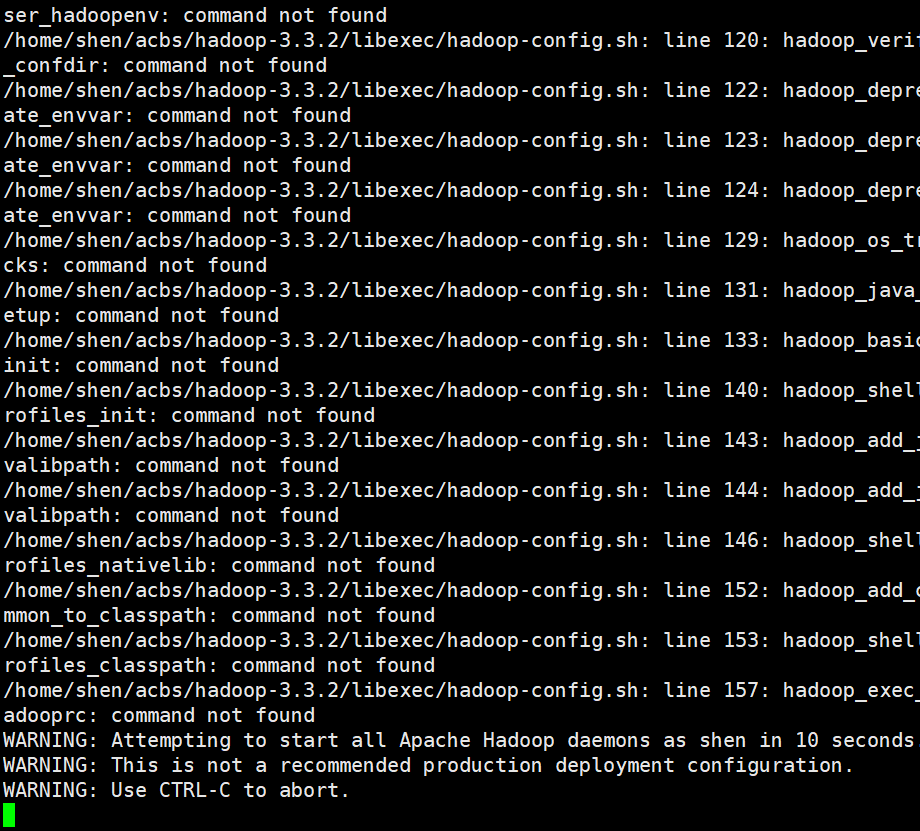 ser_hadoopenv: command not found
/home/shen/acbs/hadoop-3.3.2/libexec/hadoop-config.sh: line 120: hadoop_verif
_confdir: command not found
/home/shen/acbs/hadoop-3.3.2/libexec/hadoop-config.sh: line 122: hadoop_depre
ate_envvar: command not found
/home/shen/acbs/hadoop-3.3.2/libexec/hadoop-config.sh: line 123: hadoop_depre
ate_envvar: command not found
/home/shen/acbs/hadoop-3.3.2/libexec/hadoop-config.sh: line 124: hadoop_depre
ate_envvar: command not found
/home/shen/acbs/hadoop-3.3.2/libexec/hadoop-config.sh: line 129: hadoop_os_tr
cks: command not found
/home/shen/acbs/hadoop-3.3.2/libexec/hadoop-config.sh: line 131: hadoop_java_
etup: command not found
/home/shen/acbs/hadoop-3.3.2/libexec/hadoop-config.sh: line 133: hadoop_basic
init: command not found
/home/shen/acbs/hadoop-3.3.2/libexec/hadoop-config.sh: line 140: hadoop_shell
rofiles_init: command not found
/home/shen/acbs/hadoop-3.3.2/libexec/hadoop-config.sh: line 143: hadoop_add_j
valibpath: command not found
/home/shen/acbs/hadoop-3.3.2/libexec/hadoop-config.sh: line 144: hadoop_add_j
valibpath: command not found
/home/shen/acbs/hadoop-3.3.2/libexec/hadoop-config.sh: line 146: hadoop_shell
rofiles_nativelib: command not found
/home/shen/acbs/hadoop-3.3.2/libexec/hadoop-config.sh: line 152: hadoop_add_c
mmon_to_classpath: command not found
/home/shen/acbs/hadoop-3.3.2/libexec/hadoop-config.sh: line 153: hadoop_shell
rofiles_classpath: command not found
/home/shen/acbs/hadoop-3.3.2/libexec/hadoop-config.sh: line 157: hadoop_exec_
adooprc: command not found
WARNING: Attempting to start all Apache Hadoop daemons as shen in 10 seconds.
WARNING: This is not a recommended production deployment configuration.
WARNING: Use CTRL-C to abort.